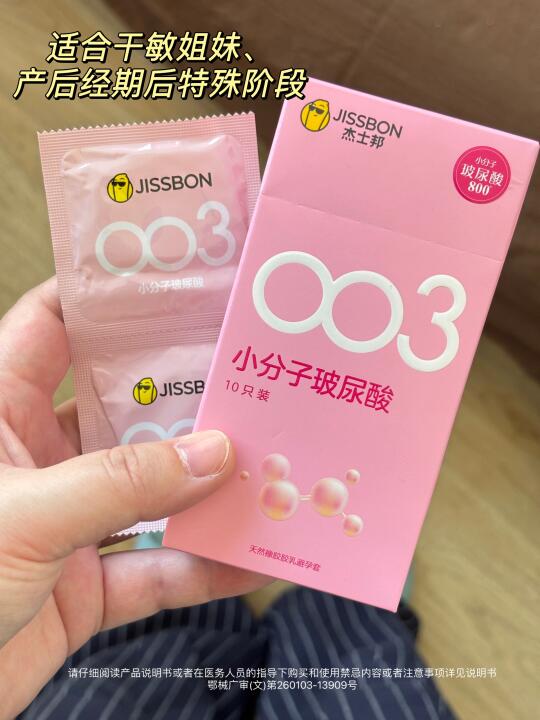 适合干敏姐妹、
产后经期后特殊阶段
JISSBON
杰士邦
小分子
玻尿酸
800
003
小分子玻尿酸
10只装
天然橡胶胶乳避孕套
JISSBON
003
小分子玻尿酸
JISSBON
003
请仔细阅读产品说明书或者在医务人员的指导下购买和使用禁忌内容或者注意事项详见说明书
鄂械广审(文)第260103-13909号